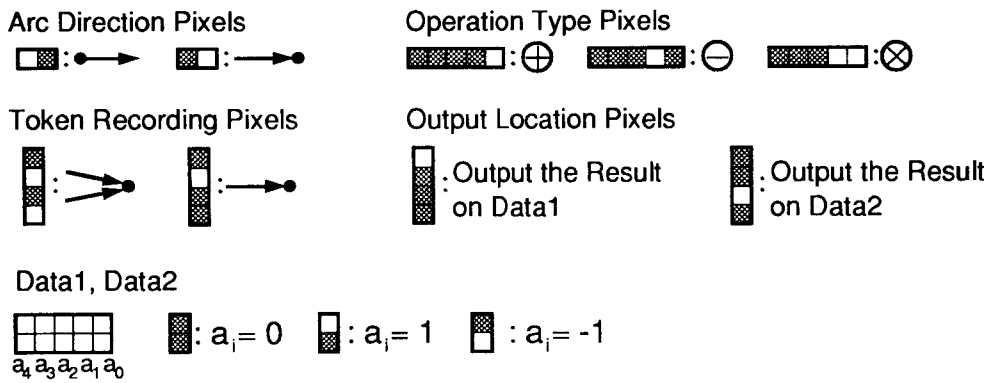 Arc Direction Pixels
Operation Type Pixels
: : : ⊕ : ⊖ : ⊗
Token Recording Pixels
Output Location Pixels
: : : Output the Result on Data1
: Output the Result on Data2
Data1, Data2
: aᵢ= 0 : aᵢ= 1 : aᵢ= -1
a₄ a₃ a₂ a₁ a₀